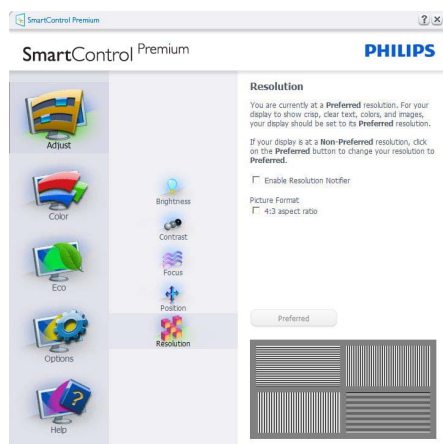 SmartControl Premium
SmartControl Premium
PHILIPS
Adjust
Color
Eco
Options
Help
Brightness
Contrast
Focus
Position
Resolution
Resolution
You are currently at a Preferred resolution. For your
display to show crisp, clear text, colors, and images,
your display should be set to its Preferred resolution.
If your display is at a Non-Preferred resolution, click
on the Preferred button to change your resolution to
Preferred.
Enable Resolution Notifier
Picture Format
4:3 aspect ratio
Preferred